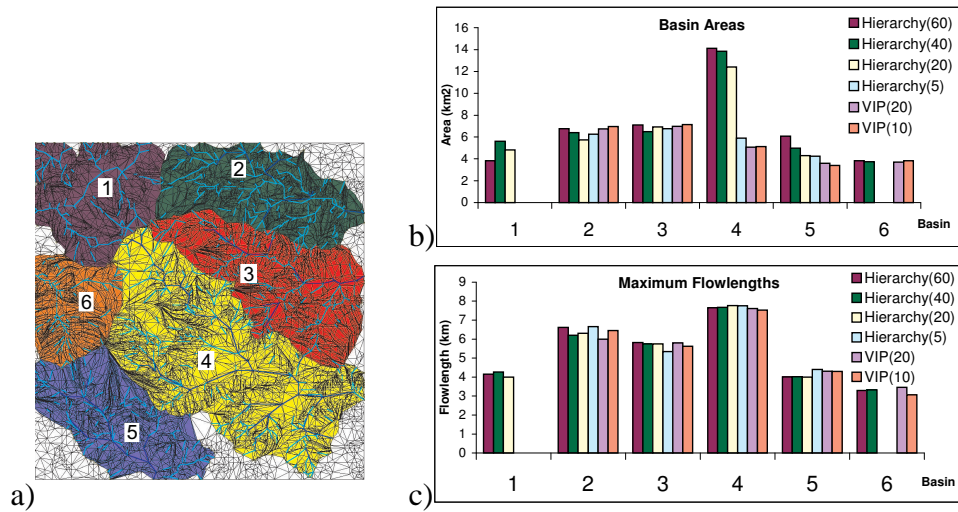 a)
1
2
3
4
5
6
b)
Basin Areas
Area (km2)
16
14
12
10
8
6
4
2
0
1 2 3 4 5 6 Basin
Hierarchy(60)
Hierarchy(40)
Hierarchy(20)
Hierarchy(5)
VIP(20)
VIP(10)
c)
Maximum Flowlengths
Flowlength (km)
9
8
7
6
5
4
3
2
1
0
1 2 3 4 5 6 Basin
Hierarchy(60)
Hierarchy(40)
Hierarchy(20)
Hierarchy(5)
VIP(20)
VIP(10)